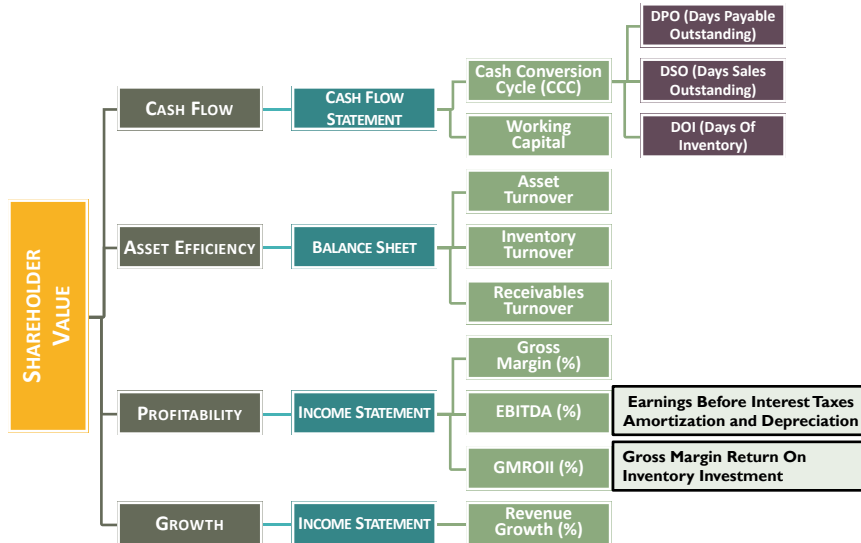 SHAREHOLDER
VALUE
CASH FLOW
CASH FLOW
STATEMENT
Cash Conversion
Cycle (CCC)
DPO (Days Payable
Outstanding)
DSO (Days Sales
Outstanding)
DOI (Days Of
Inventory)
Working
Capital
ASSET EFFICIENCY
BALANCE SHEET
Asset
Turnover
Inventory
Turnover
Receivables
Turnover
PROFITABILITY
INCOME STATEMENT
Gross
Margin (%)
EBITDA (%)
Earnings Before Interest Taxes
Amortization and Depreciation
GMROII (%)
Gross Margin Return On
Inventory Investment
GROWTH
INCOME STATEMENT
Revenue
Growth (%)